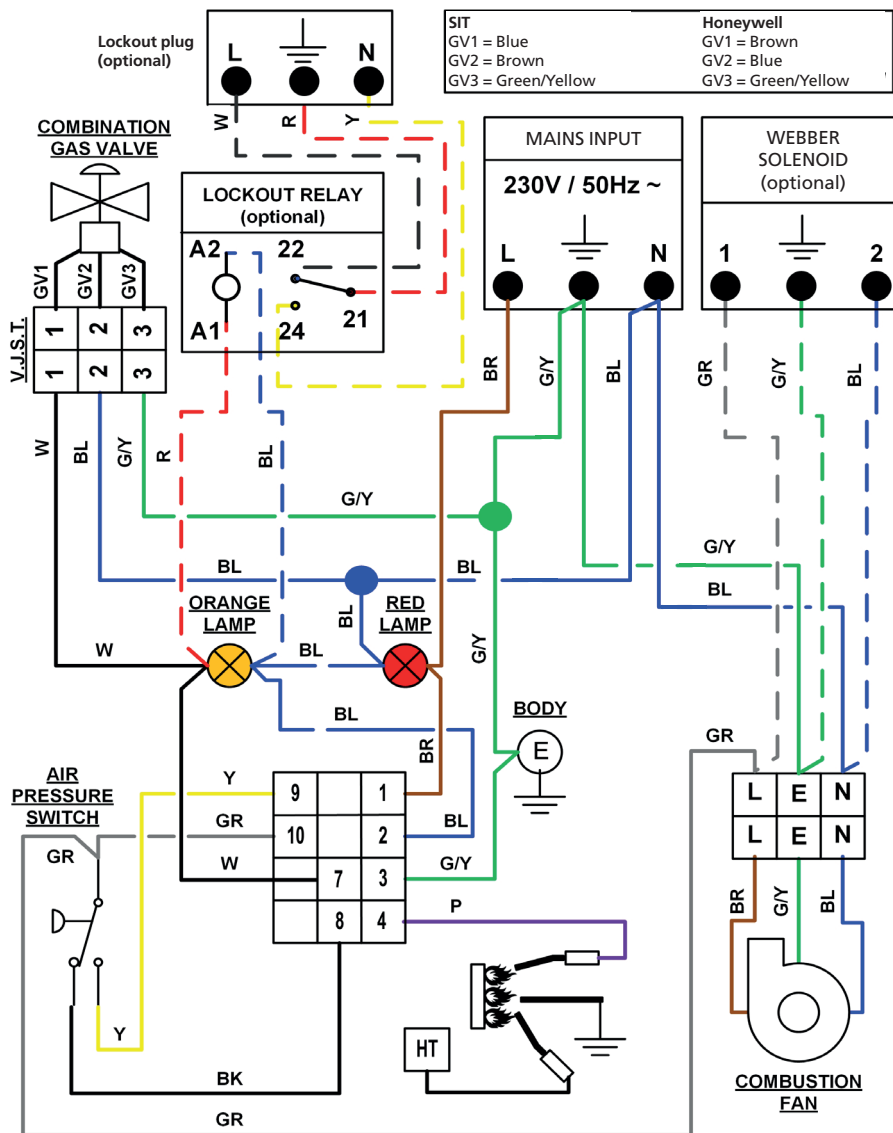 Lockout plug
(optional)
L
N
W
R
Y
SIT
GV1 = Blue
GV2 = Brown
GV3 = Green/Yellow
Honeywell
GV1 = Brown
GV2 = Blue
GV3 = Green/Yellow
COMBINATION
GAS VALVE
GV1
GV2
GV3
V.J.S.T.
1
2
3
1
2
3
LOCKOUT RELAY
(optional)
A2
22
A1
24
21
MAINS INPUT
230V / 50Hz ~
L
N
WEBBER
SOLENOID
(optional)
1
2
BR
G/Y
BL
GR
G/Y
BL
W
BL
G/Y
R
BL
G/Y
G/Y
BL
BL
BL
ORANGE
LAMP
RED
LAMP
BL
W
BL
G/Y
BL
BR
BODY
E
GR
AIR
PRESSURE
SWITCH
Y
GR
GR
W
9
1
10
2
7
3
8
4
BL
G/Y
P
L
E
N
L
E
N
BR
G/Y
BL
Y
BK
GR
HT
COMBUSTION
FAN